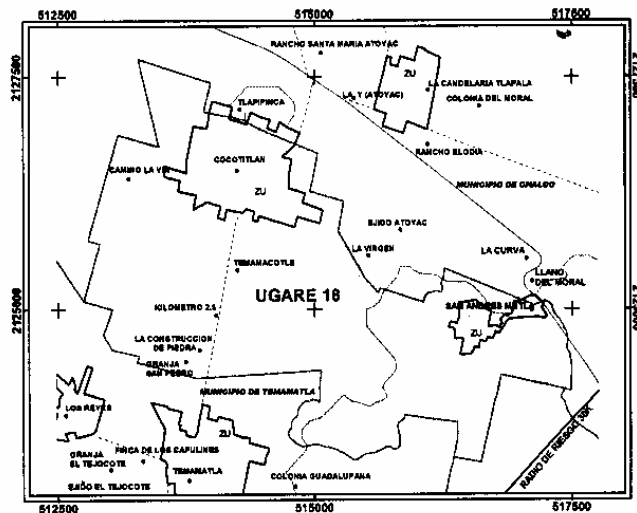 512500
515000
517500
RANCHO SANTA MARIA ATOYAC
2127500
2127500
ZU
LA CANDELARIA TLAPALA
LA Y (ATOYAC)
COLONIA DEL MORAL
TLAPIPINCA
RANCHO ELODIA
COCOTITLAN
CAMINO LA
MUNICIPIO DE CHALCO
ZU
EJIDO ATOYAC
LA VIRGEN
LA CURVA
TEMAMACOTLE
LLANO
DEL MORAL
UGARE 18
2125000
2125000
KILOMETRO 2.5
SAN ANDRES METLA
ZU
LA CONSTRUCCION
DE PIEDRA
GRANJA
SAN PEDRO
MUNICIPIO DE TEMAMATLA
LOS REYES
ZU
RADIO DE RIESGO 30K
GRANJA
EL TEJOCOTE
FINCA DE LOS CAPULINES
EJIDO EL TEJOCOTE
TEMAMATLA
COLONIA GUADALUPANA
512500
515000
517500